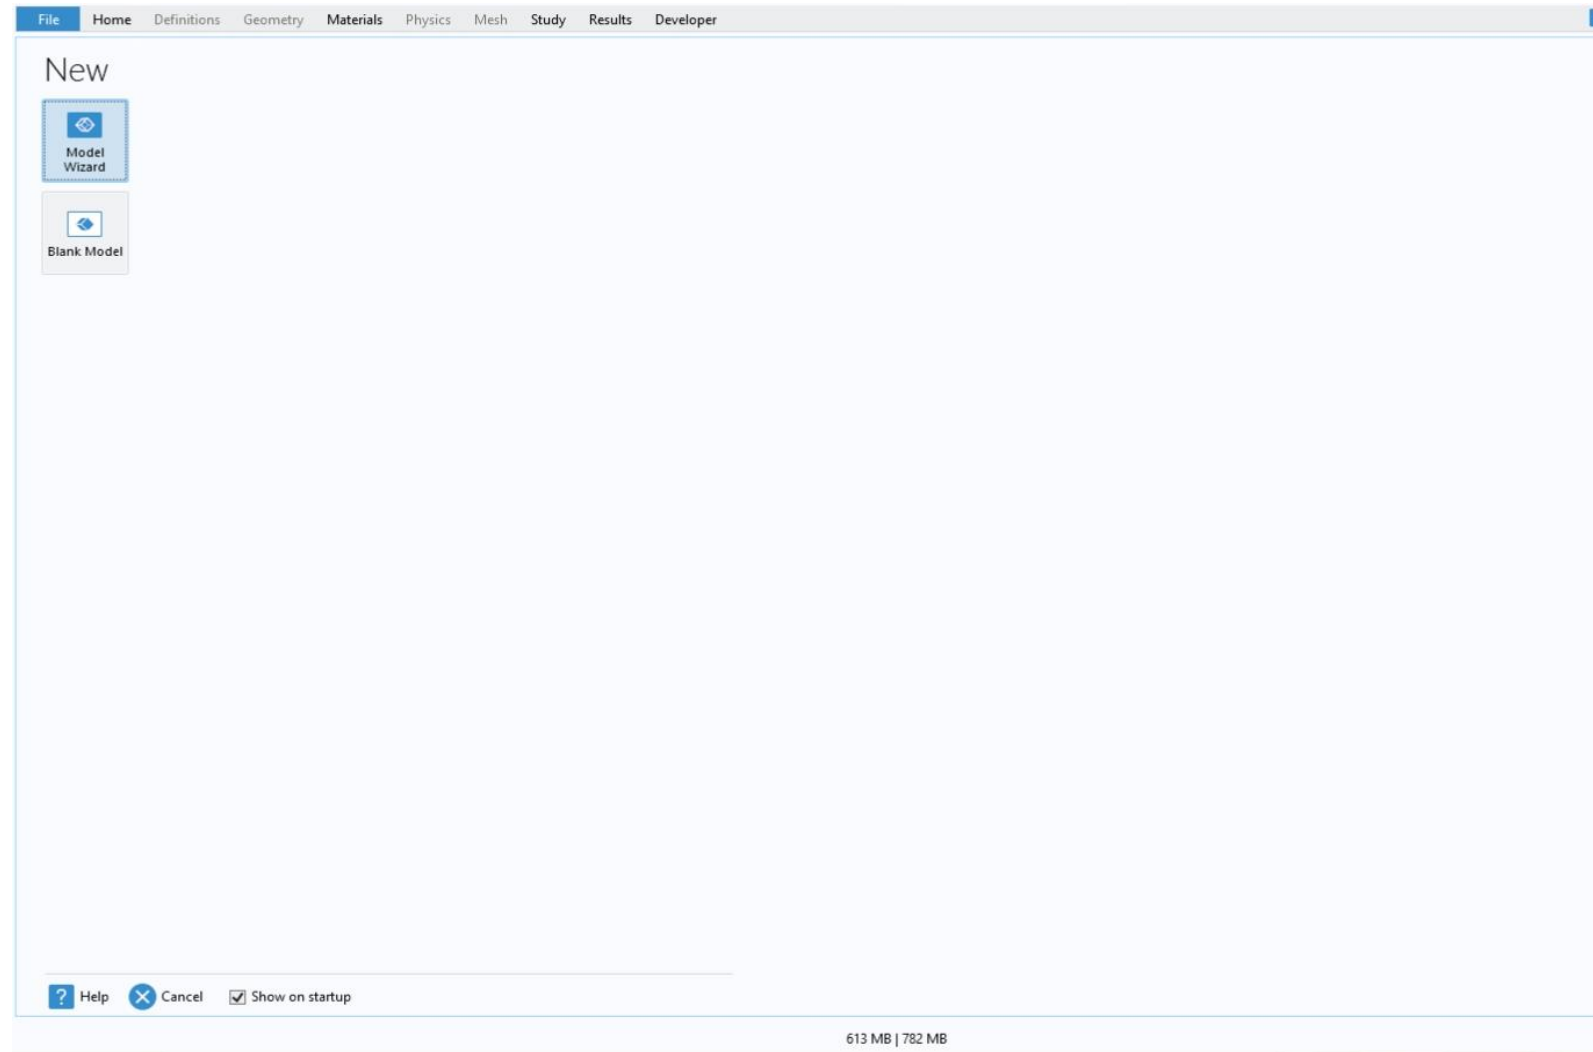 File Home Definitions Geometry Materials Physics Mesh Study Results Developer
New
Model
Wizard
Blank Model
? Help Cancel Show on startup
613 MB | 782 MB